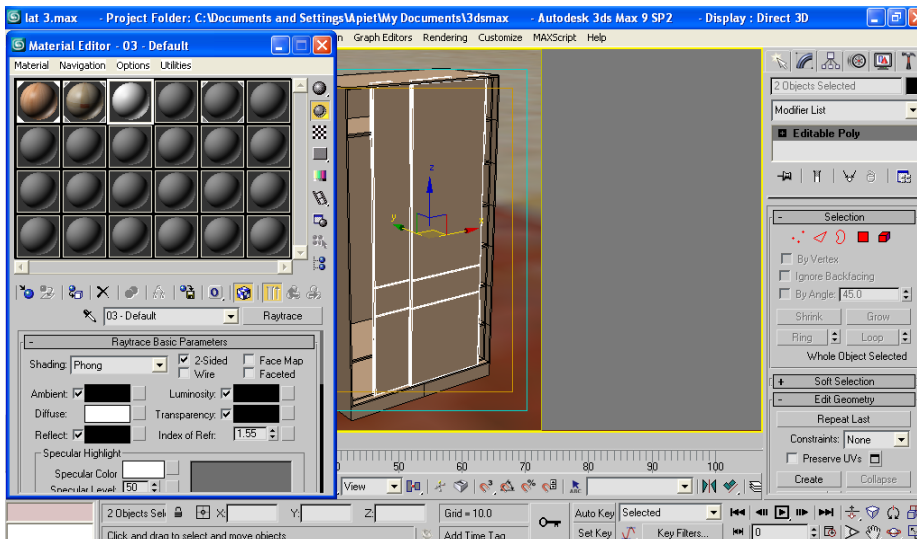 lat 3.max - Project Folder: C:\Documents and Settings\Apiet\My Documents\3dsmax - Autodesk 3ds Max 9 SP2 - Display : Direct 3D
Material Editor - 03 - Default
Graph Editors Rendering Customize MAXScript Help
Material Navigation Options Utilities
2 Objects Selected
Modifier List
Editable Poly
z
y
x
Selection
By Vertex
Ignore Backfacing
By Angle: 45.0
Shrink Grow
Ring Loop
Whole Object Selected
Soft Selection
Edit Geometry
Repeat Last
Constraints: None
Preserve UVs
Create Collapse
03 - Default Raytrace
Raytrace Basic Parameters
Shading: Phong 2-Sided Face Map
Wire Faceted
Ambient: Luminosity:
Diffuse: Transparency:
Reflect: Index of Refr: 1.55
Specular Highlight
Specular Color
Specular Level: 50
50 60 70 80 90 100
View ABC
2 Objects Sele X: Y: Z: Grid = 10.0 Auto Key Selected
Click and drag to select and move objects Add Time Tag Set Key Key Filters... 0